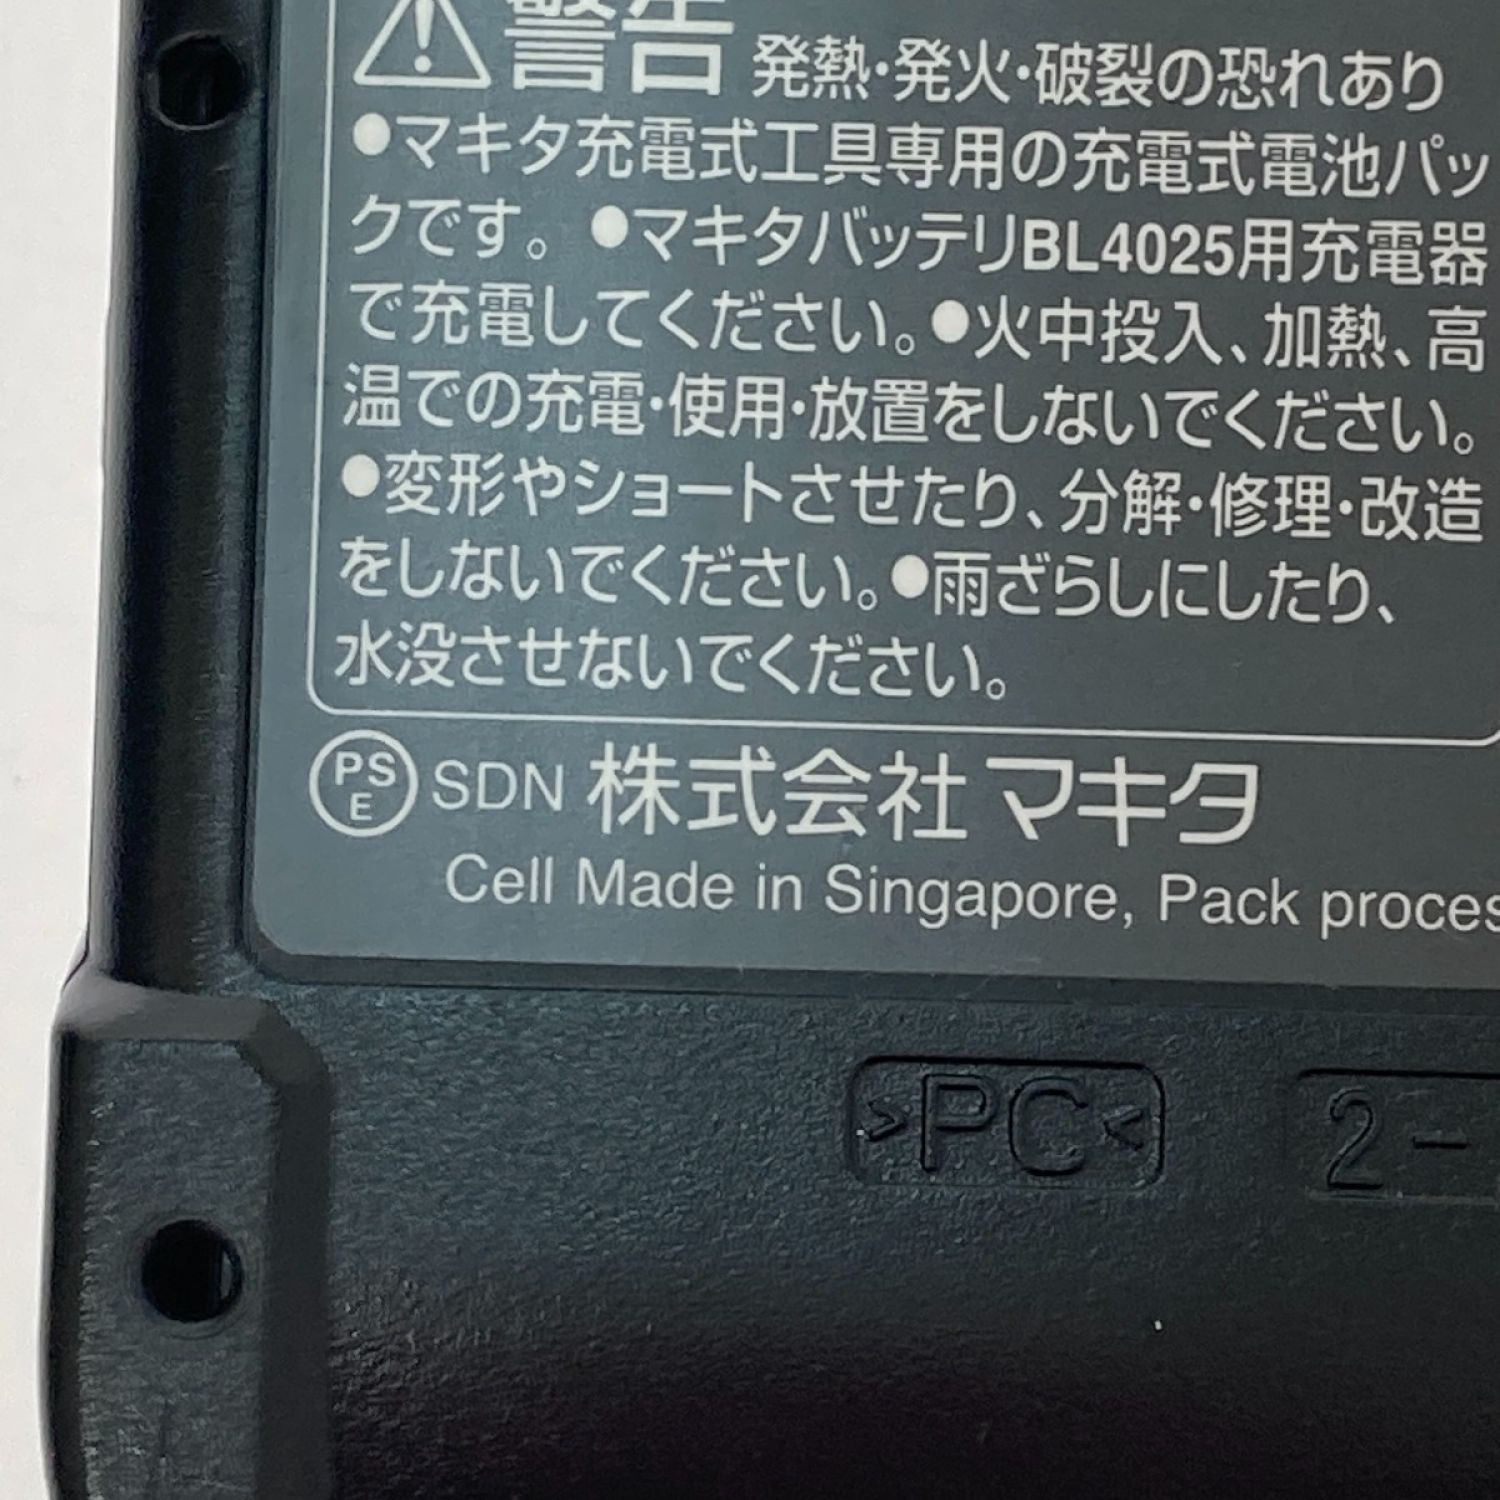 警告 発熱・発火・破裂の恐れあり
●マキタ充電式工具専用の充電式電池パッ
クです。●マキタバッテリBL4025用充電器
で充電してください。●火中投入、加熱、高
温での充電・使用・放置をしないでください。
●変形やショートさせたり、分解・修理・改造
をしないでください。●雨ざらしにしたり、
水没させないでください。
PS
E
SDN 株式会社マキタ
Cell Made in Singapore, Pack proces
>PC<
2-